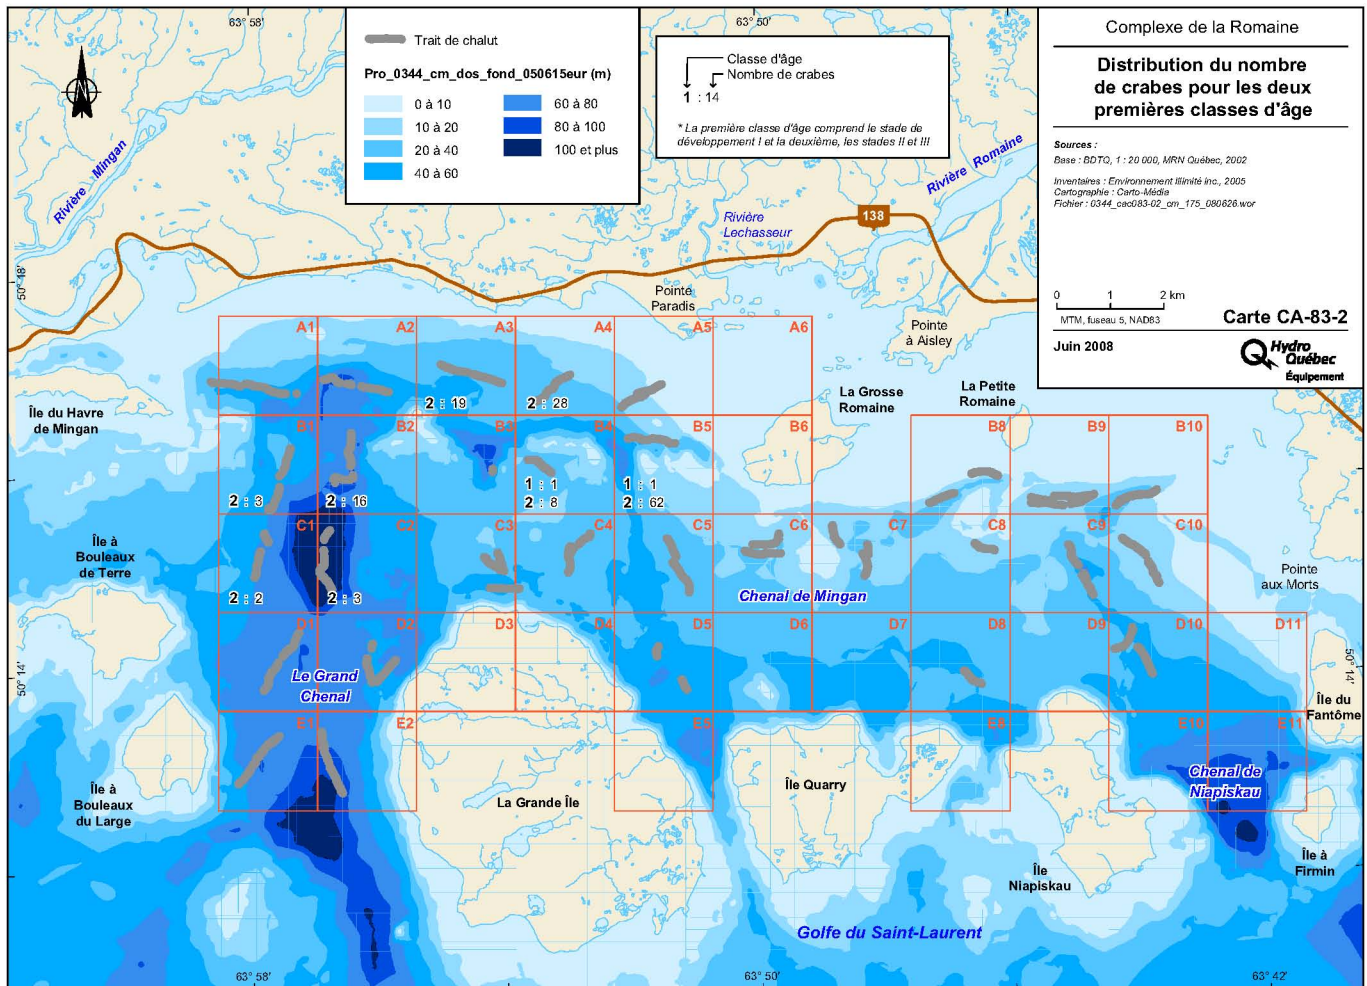 63° 58'
63° 50'
Trait de chalut
Pro_0344_cm_dos_fond_050615eur (m)
0 à 10
10 à 20
20 à 40
40 à 60
60 à 80
80 à 100
100 et plus
Classe d'âge
Nombre de crabes
1 : 14
* La première classe d'âge comprend le stade de
développement I et la deuxième, les stades II et III
Complexe de la Romaine
Distribution du nombre
de crabes pour les deux
premières classes d'âge
Sources :
Base : BDTQ, 1 : 20 000, MRN Québec, 2002
Inventaires : Environnement Illimité inc., 2005
Cartographie : Carto-Média
Fichier : 0344_cac083-02_cm_175_080626.wor
0 1 2 km
MTM, fuseau 5, NAD83
Carte CA-83-2
Juin 2008
Hydro
Québec
Équipement
Rivière Mingan
Rivière Romaine
Rivière
Lechasseur
138
50° 18'
Pointe
Paradis
Pointe
à Aisley
A1 A2 A3 A4 A5 A6
La Grosse
Romaine
La Petite
Romaine
Île du Havre
de Mingan
2 : 19
2 : 28
B1 B2 B3 B4 B5 B6 B8 B9 B10
1 : 1
1 : 1
2 : 3
2 : 16
2 : 8
2 : 62
C1 C2 C3 C4 C5 C6 C7 C8 C9 C10
Île à
Bouleaux
de Terre
Pointe
aux Morts
2 : 2
2 : 3
Chenal de Mingan
D1 D2 D3 D4 D5 D6 D7 D8 D9 D10 D11
50° 14'
50° 14'
Le Grand
Chenal
Île du
Fantôme
E1 E2 E5 E8 E10 E11
Île à
Bouleaux
du Large
La Grande Île
Île Quarry
Chenal de
Niapiskau
Île
Niapiskau
Île à
Firmin
Golfe du Saint-Laurent
63° 58'
63° 50'
63° 42'